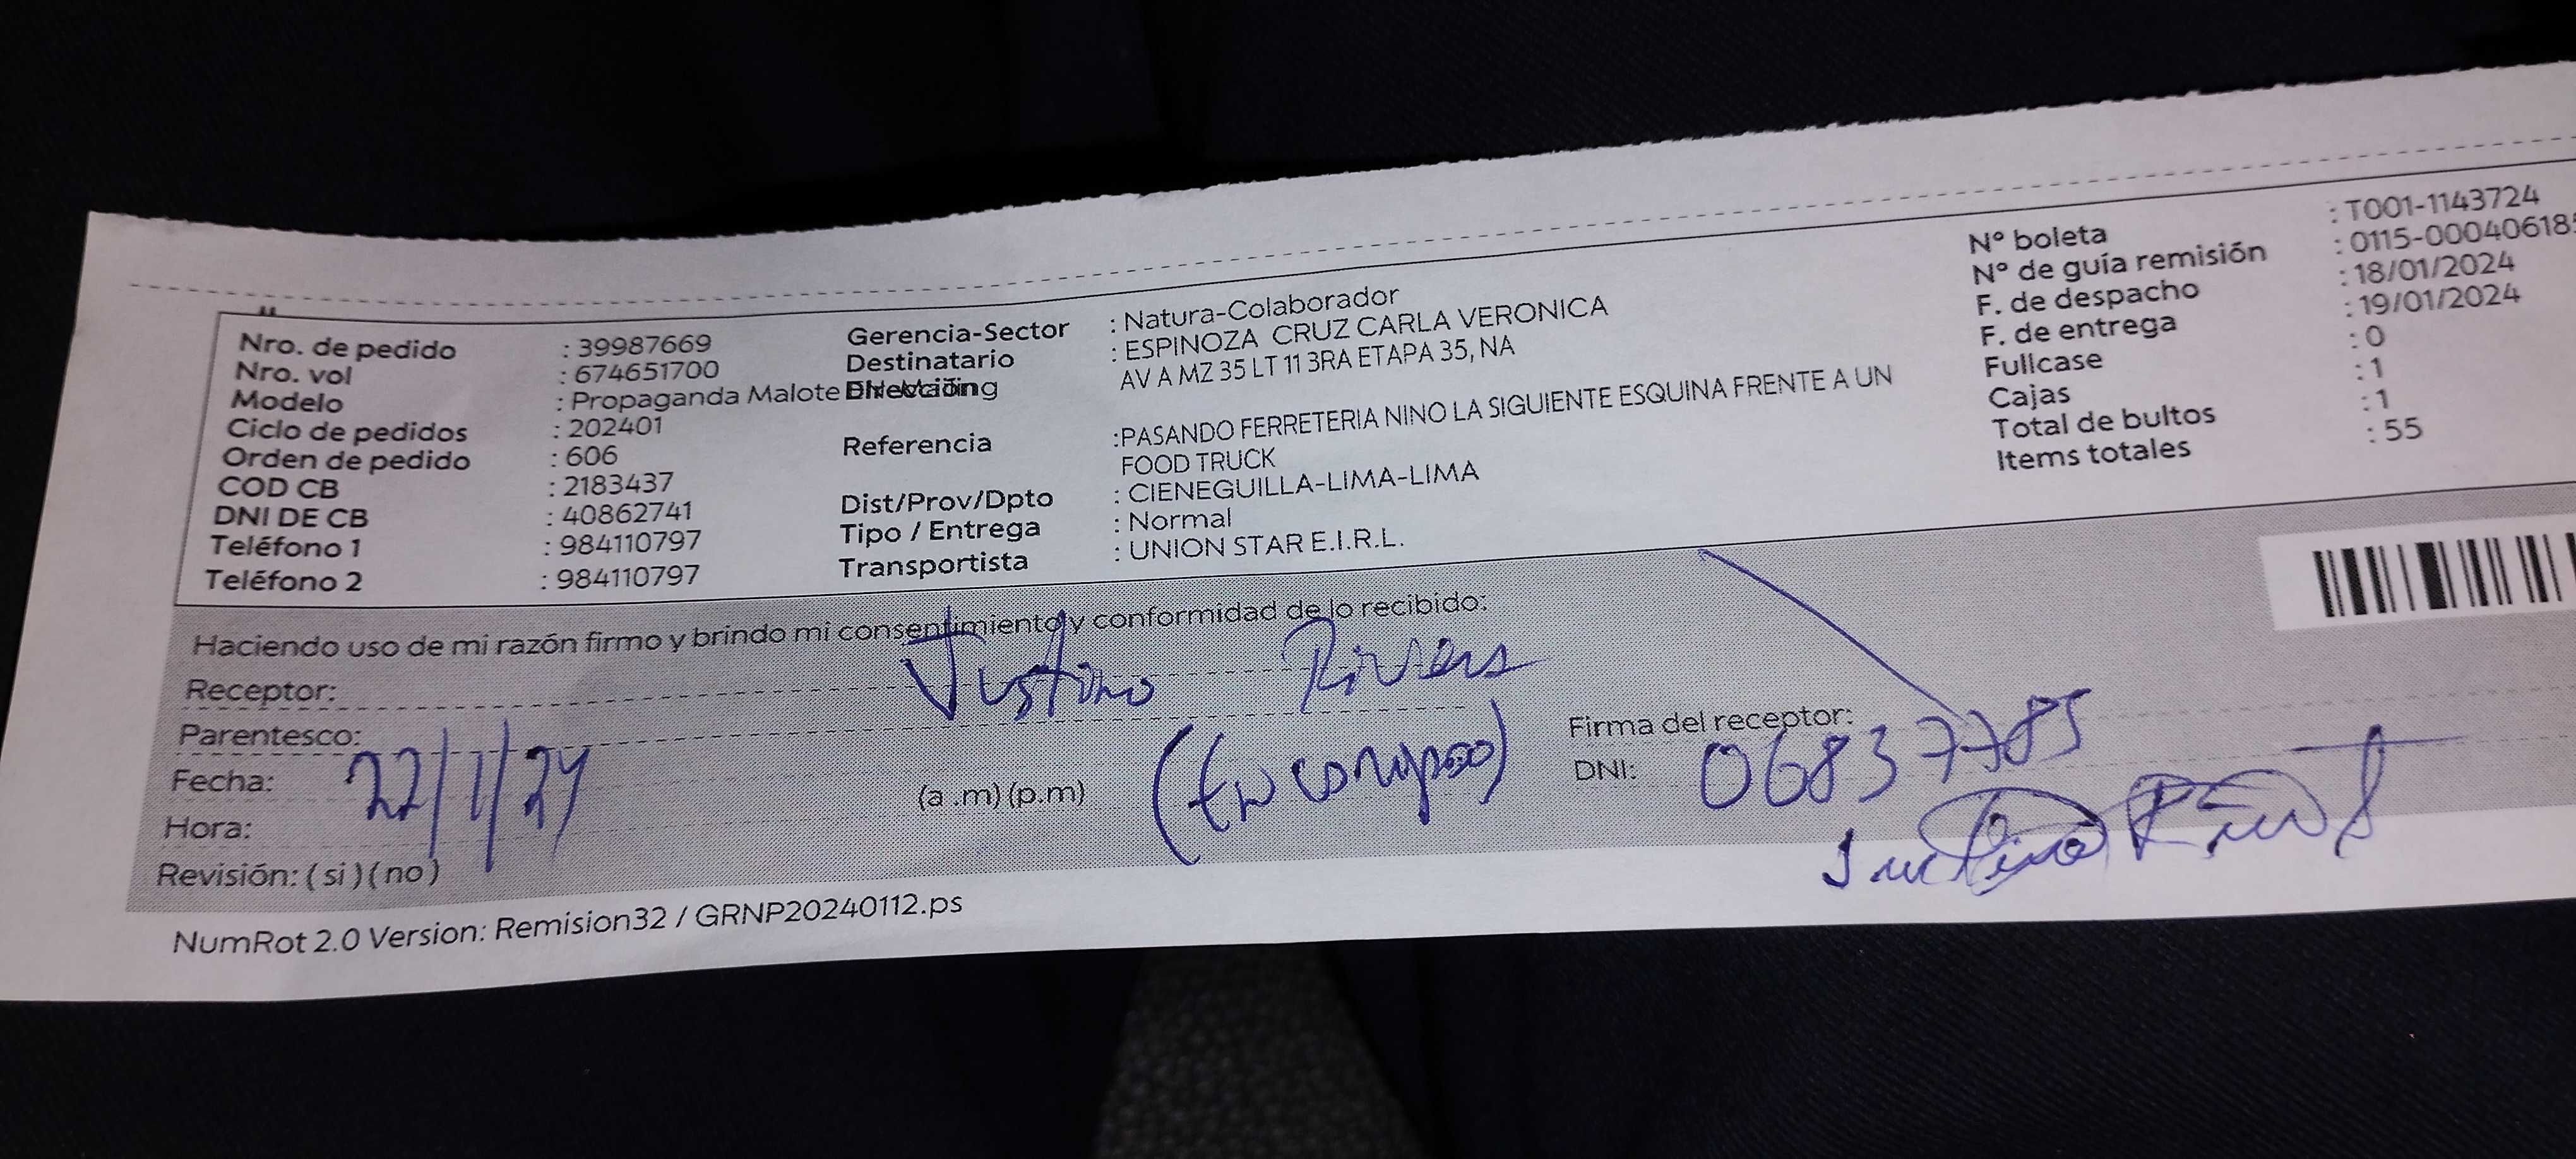 Nro. de pedido : 39987669
Nro. vol : 674651700
Modelo : Propaganda Malote
Ciclo de pedidos : 202401
Orden de pedido : 606
COD CB : 2183437
DNI DE CB : 40862741
Teléfono 1 : 984110797
Teléfono 2 : 984110797
Gerencia-Sector : Natura-Colaborador
Destinatario : ESPINOZA CRUZ CARLA VERONICA
Dirección AV A MZ 35 LT 11 3RA ETAPA 35, NA
Referencia :PASANDO FERRETERIA NINO LA SIGUIENTE ESQUINA FRENTE A UN
FOOD TRUCK
Dist/Prov/Dpto : CIENEGUILLA-LIMA-LIMA
Tipo / Entrega : Normal
Transportista : UNION STAR E.I.R.L.
N° boleta : T001-1143724
N° de guía remisión : 0115-00040618
F. de despacho : 18/01/2024
F. de entrega : 19/01/2024
Fullcase : 0
Cajas : 1
Total de bultos : 1
Items totales : 55
Haciendo uso de mi razón firmo y brindo mi consentimiento y conformidad de lo recibido:
Receptor: Justino Rivers
Parentesco:
Fecha: 22/1/24
Hora: (a .m) (p.m)
Revisión: ( si ) ( no )
Firma del receptor:
DNI: 06837785
NumRot 2.0 Version: Remision32 / GRNP20240112.ps